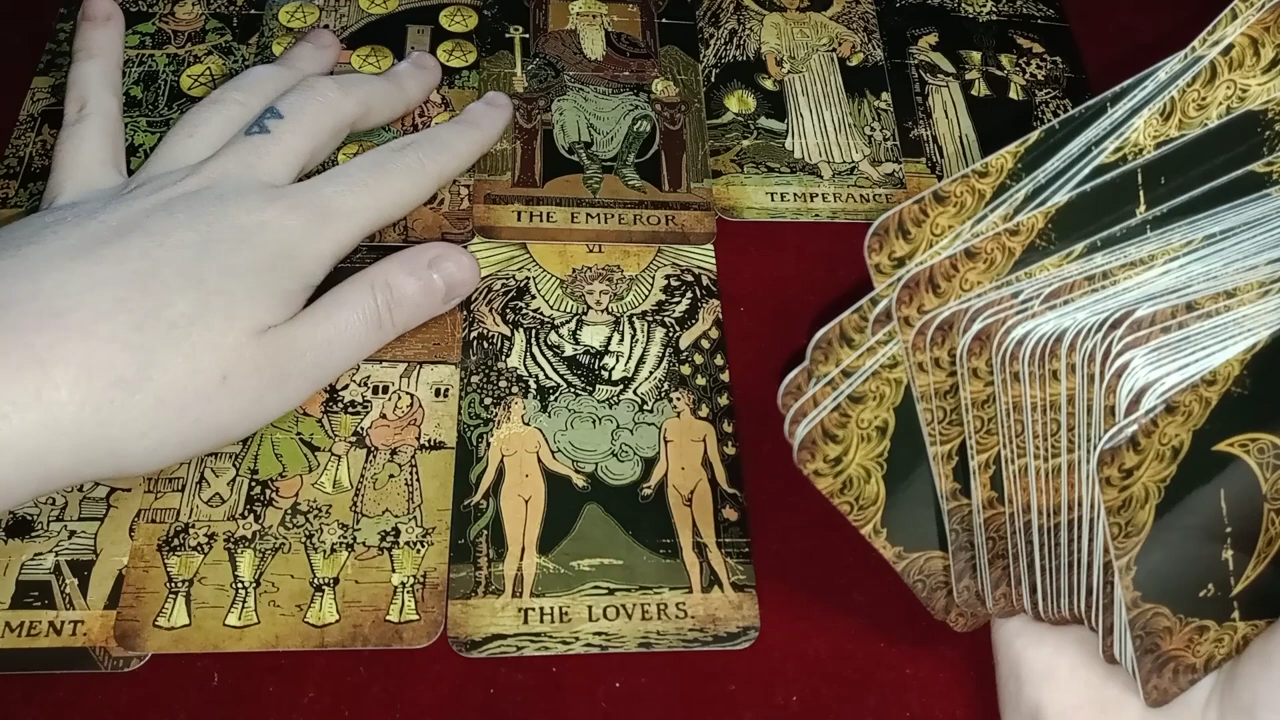 THE EMPEROR.
TEMPERANCE
VI
THE LOVERS.
MENT.